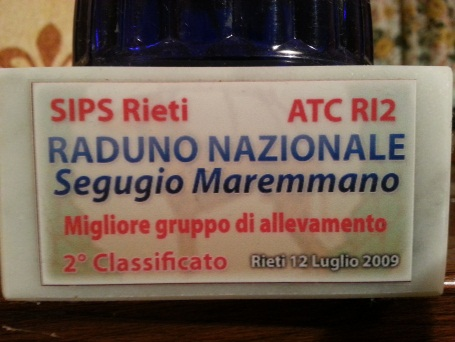 SIPS Rieti ATC RI2
RADUNO NAZIONALE
Segugio Maremmano
Migliore gruppo di allevamento
2° Classificato Rieti 12 Luglio 2009